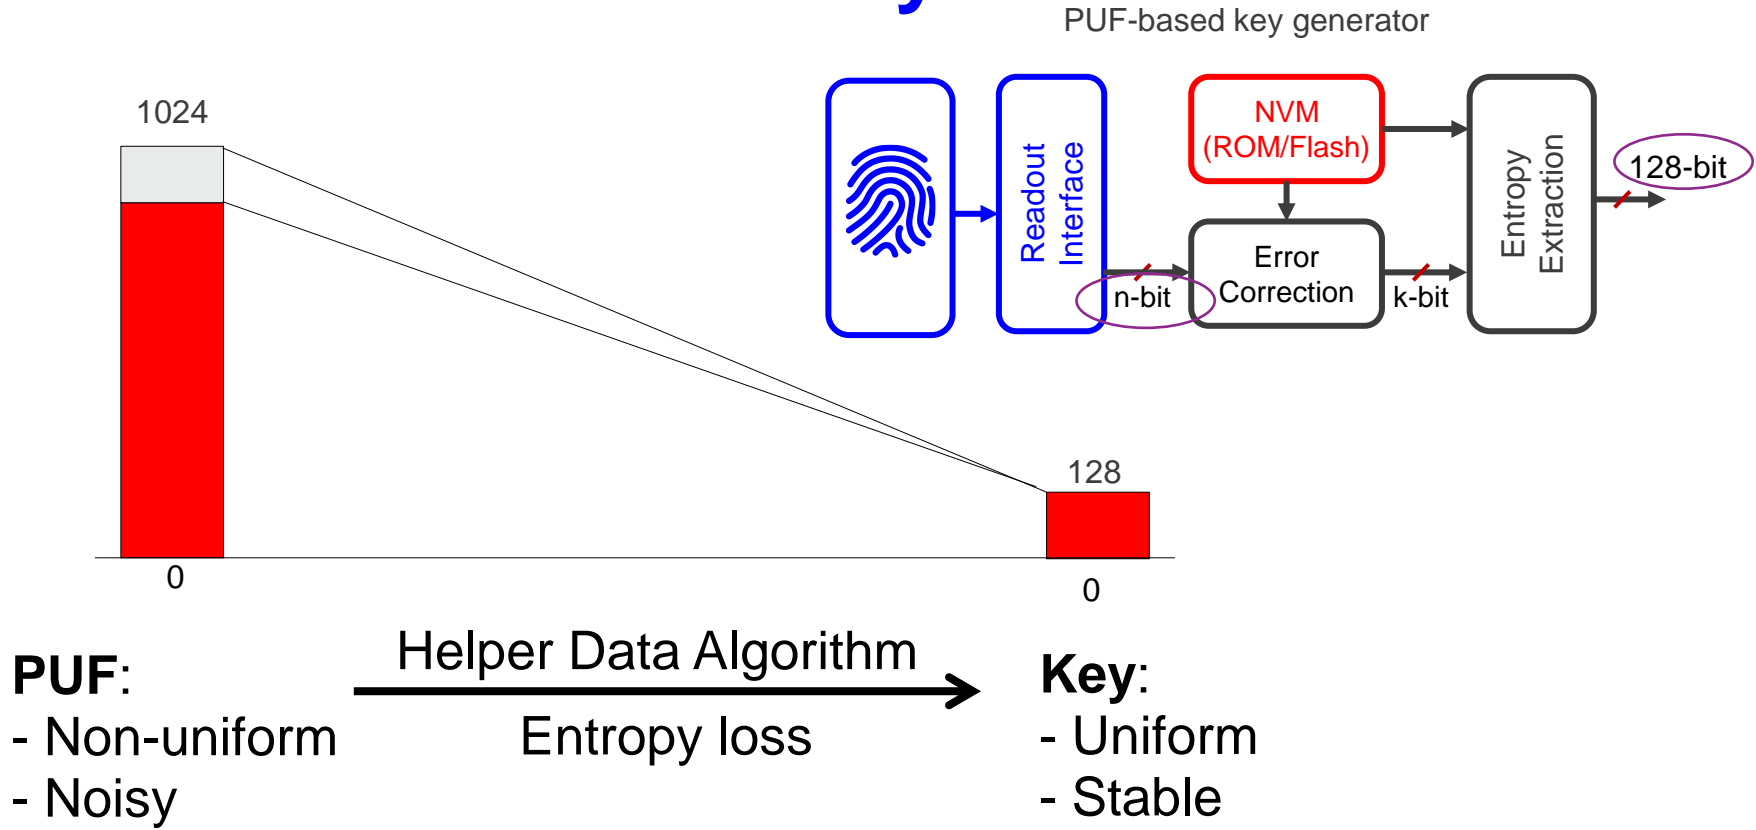 PUF-based key generator
1024
NVM
(ROM/Flash)
Readout
Interface
Entropy
Extraction
128-bit
Error
Correction
n-bit
k-bit
128
0
0
Helper Data Algorithm
Entropy loss
PUF:
- Non-uniform
- Noisy
Key:
- Uniform
- Stable